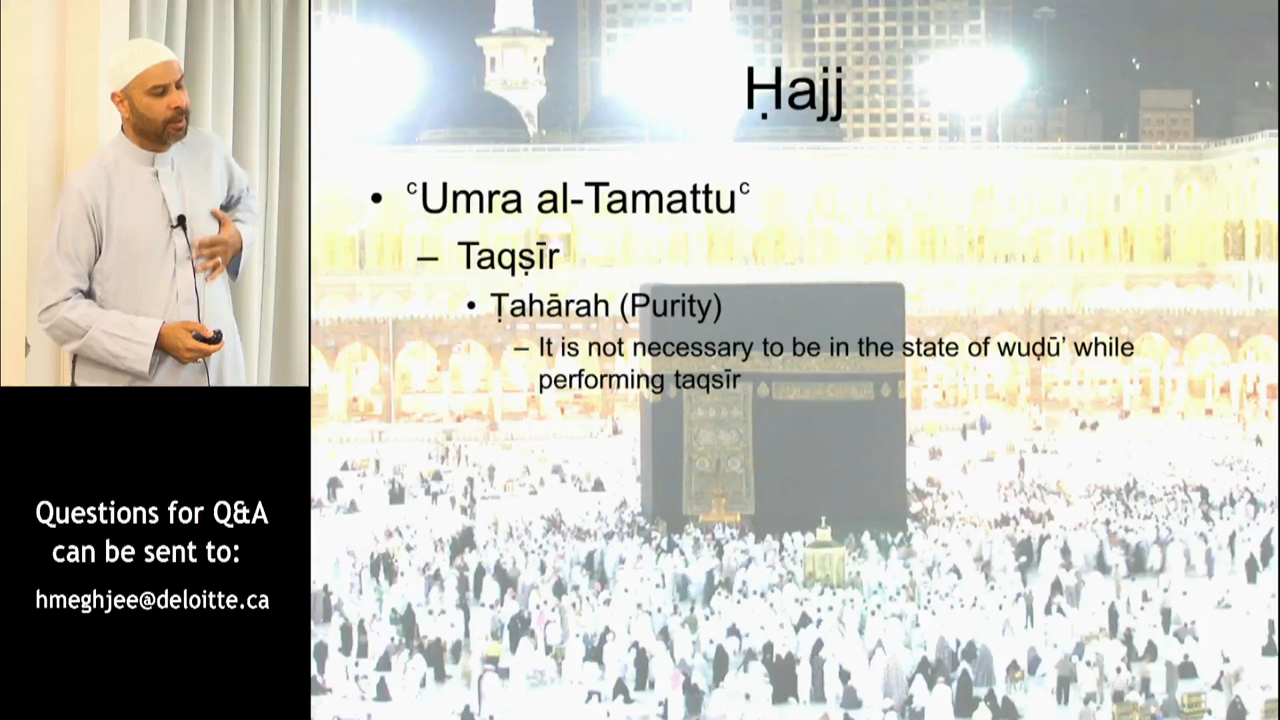 Ḥajj
• ᶜUmra al-Tamattuᶜ
– Taqṣīr
• Ṭahārah (Purity)
– It is not necessary to be in the state of wuḍū’ while
performing taqsīr
Questions for Q&A
can be sent to:
hmeghjee@deloitte.ca